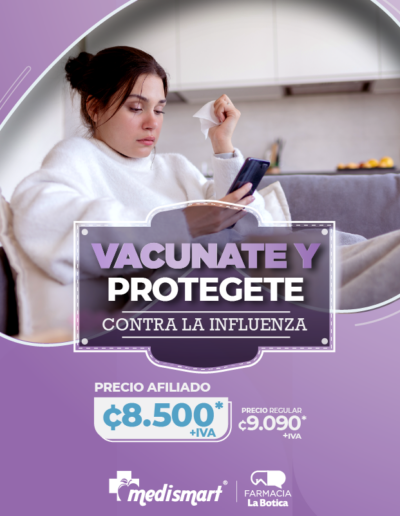 VACUNATE Y
PROTEGETE
CONTRA LA INFLUENZA
PRECIO AFILIADO
₡8.500*
+IVA
PRECIO REGULAR
₡9.090*
+IVA
medismart®
FARMACIA
La Botica